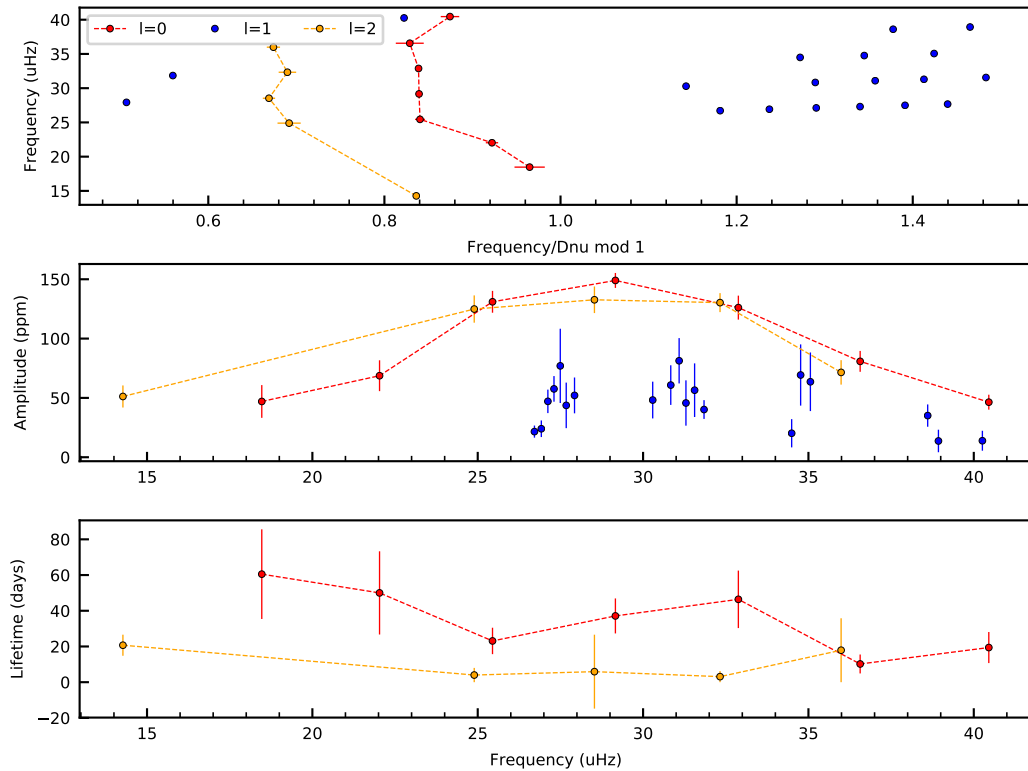 l=0 l=1 l=2
Frequency (uHz)
40
35
30
25
20
15
0.6 0.8 1.0 1.2 1.4
Frequency/Dnu mod 1
Amplitude (ppm)
150
100
50
0
15 20 25 30 35 40
Lifetime (days)
80
60
40
20
0
−20
15 20 25 30 35 40
Frequency (uHz)